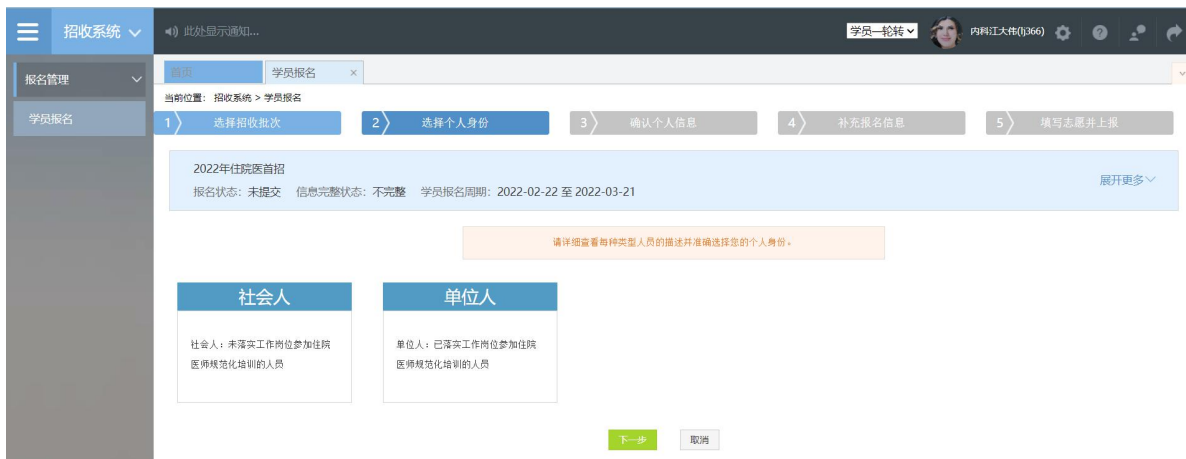 招收系统
此处显示通知...
学员—轮转
内科江大伟(lj366)
报名管理
学员报名
首页
学员报名 ×
当前位置： 招收系统 > 学员报名
1 选择招收批次
2 选择个人身份
3 确认个人信息
4 补充报名信息
5 填写志愿并上报
2022年住院医首招
报名状态：未提交 信息完整状态：不完整 学员报名周期：2022-02-22 至 2022-03-21
展开更多
请详细查看每种类型人员的描述并准确选择您的个人身份。
社会人
社会人：未落实工作岗位参加住院
医师规范化培训的人员
单位人
单位人：已落实工作岗位参加住院
医师规范化培训的人员
下一步
取消